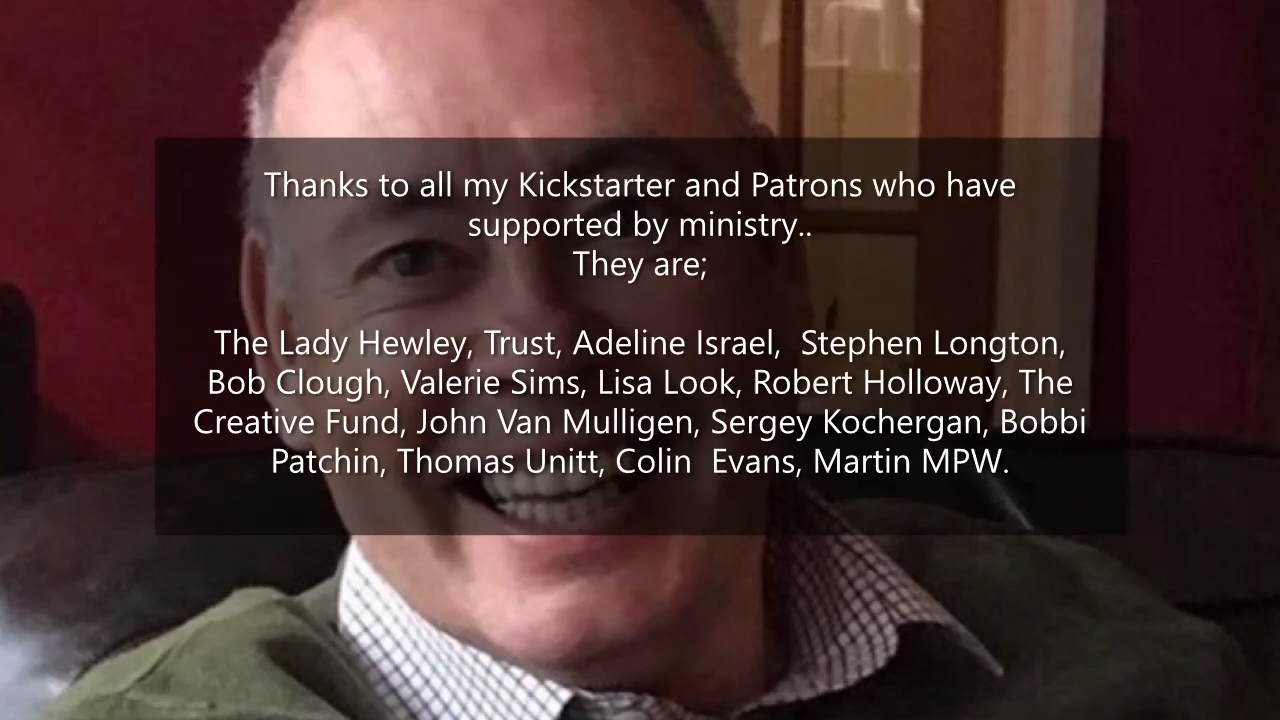 Thanks to all my Kickstarter and Patrons who have
supported by ministry..
They are;
The Lady Hewley, Trust, Adeline Israel,  Stephen Longton,
Bob Clough, Valerie Sims, Lisa Look, Robert Holloway, The
Creative Fund, John Van Mulligen, Sergey Kochergan, Bobbi
Patchin, Thomas Unitt, Colin  Evans, Martin MPW.